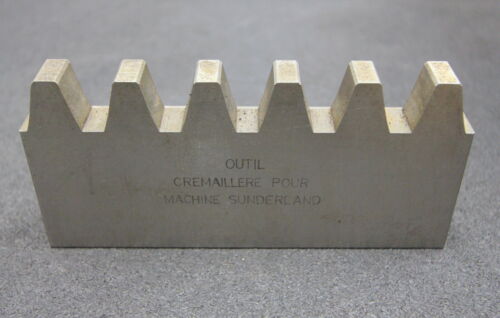 OUTIL
CREMAILLERE POUR
MACHINE SUNDERLAND